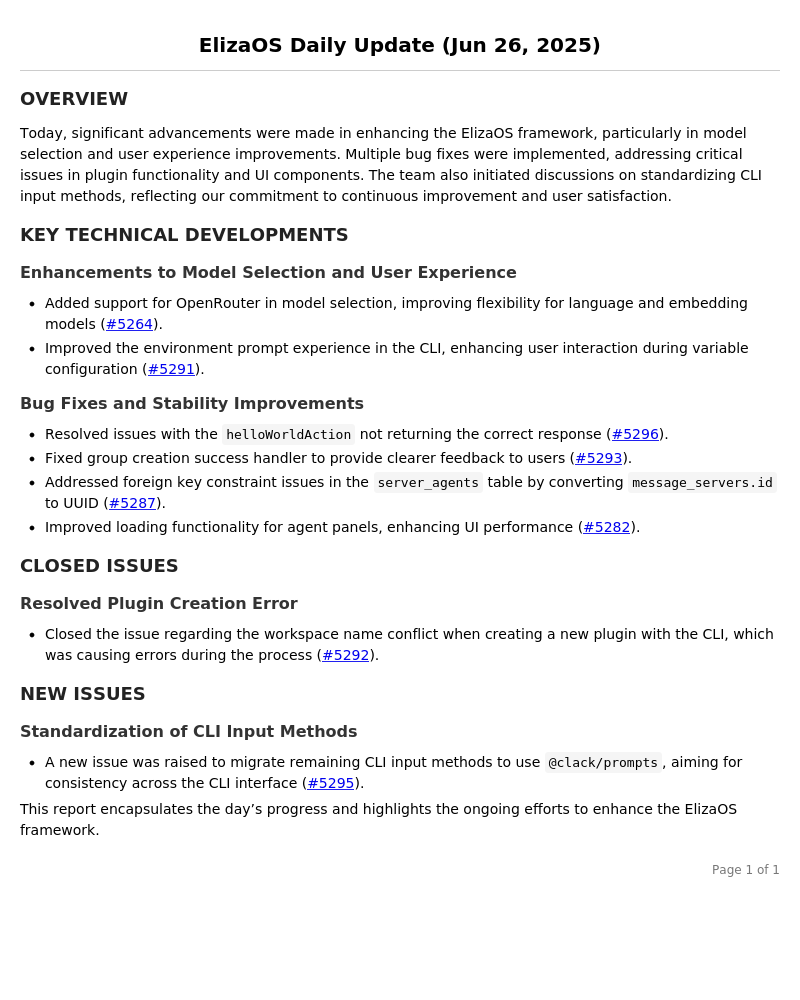 ElizaOS Daily Update (Jun 26, 2025)
OVERVIEW
Today, significant advancements were made in enhancing the ElizaOS framework, particularly in model
selection and user experience improvements. Multiple bug fixes were implemented, addressing critical
issues in plugin functionality and UI components. The team also initiated discussions on standardizing CLI
input methods, reflecting our commitment to continuous improvement and user satisfaction.
KEY TECHNICAL DEVELOPMENTS
Enhancements to Model Selection and User Experience
• Added support for OpenRouter in model selection, improving flexibility for language and embedding
models (#5264).
• Improved the environment prompt experience in the CLI, enhancing user interaction during variable
configuration (#5291).
Bug Fixes and Stability Improvements
• Resolved issues with the helloWorldAction not returning the correct response (#5296).
• Fixed group creation success handler to provide clearer feedback to users (#5293).
• Addressed foreign key constraint issues in the server_agents table by converting message_servers.id
to UUID (#5287).
• Improved loading functionality for agent panels, enhancing UI performance (#5282).
CLOSED ISSUES
Resolved Plugin Creation Error
• Closed the issue regarding the workspace name conflict when creating a new plugin with the CLI, which
was causing errors during the process (#5292).
NEW ISSUES
Standardization of CLI Input Methods
• A new issue was raised to migrate remaining CLI input methods to use @clack/prompts, aiming for
consistency across the CLI interface (#5295).
This report encapsulates the day’s progress and highlights the ongoing efforts to enhance the ElizaOS
framework.
Page 1 of 1